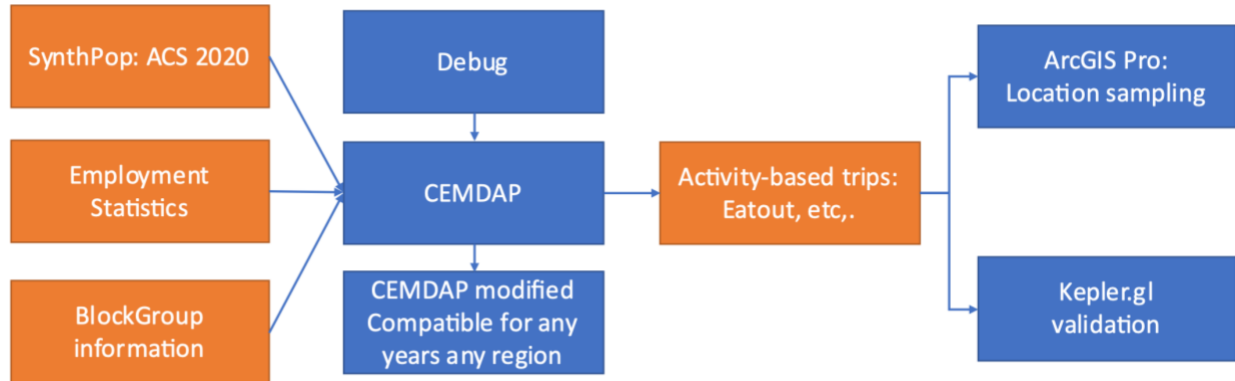 SynthPop: ACS 2020
Employment
Statistics
BlockGroup
information
Debug
CEMDAP
CEMDAP modified
Compatible for any
years any region
Activity-based trips:
Eatout, etc,.
ArcGIS Pro:
Location sampling
Kepler.gl
validation